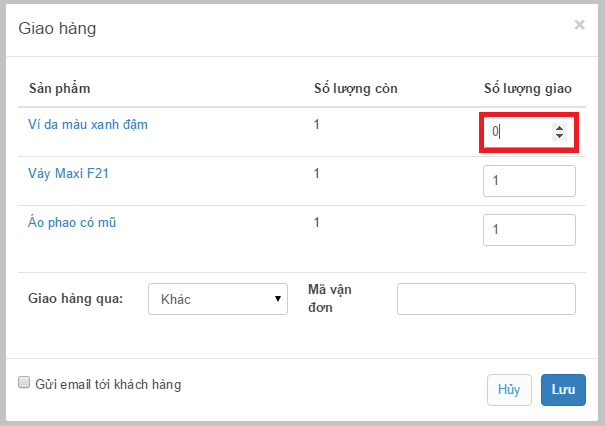 Giao hàng ×
Sản phẩm Số lượng còn Số lượng giao
Ví da màu xanh đậm 1 0
Váy Maxi F21 1 1
Áo phao có mũ 1 1
Giao hàng qua: Khác Mã vận
đơn
Gửi email tới khách hàng Hủy Lưu